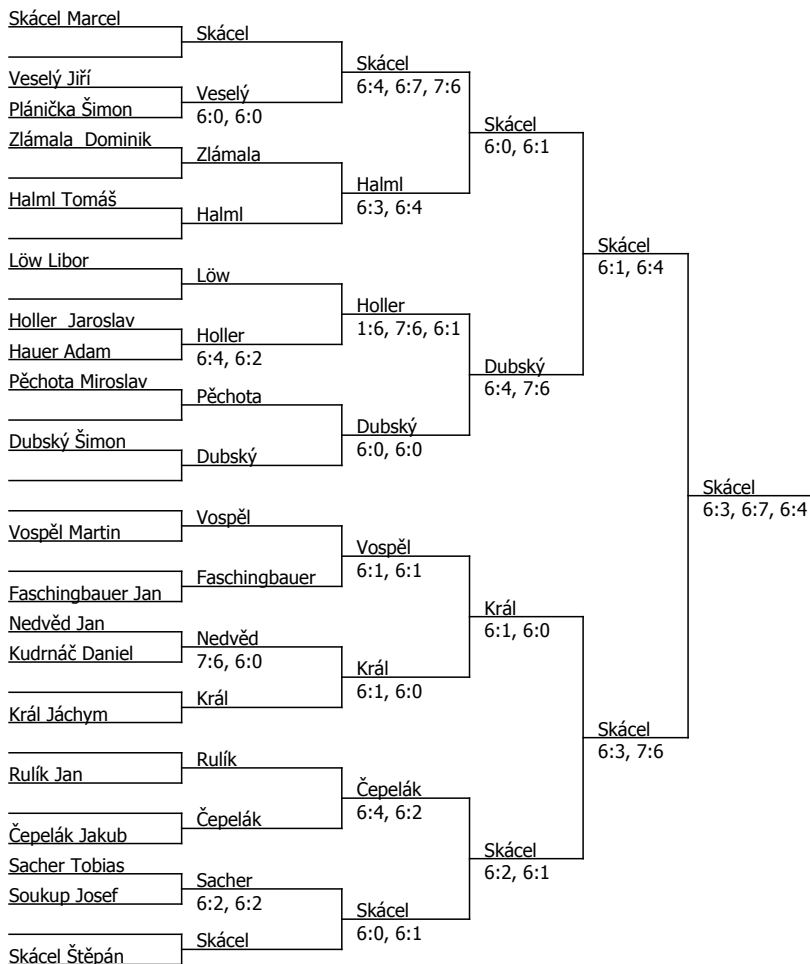 Skácel Marcel
Skácel
Skácel
6:4, 6:7, 7:6
Veselý Jiří
Veselý
Plánička Šimon
6:0, 6:0
Skácel
6:0, 6:1
Zlámala Dominik
Zlámala
Halml
6:3, 6:4
Halml Tomáš
Halml
Skácel
6:1, 6:4
Löw Libor
Löw
Holler
1:6, 7:6, 6:1
Holler Jaroslav
Holler
Hauer Adam
6:4, 6:2
Dubský
6:4, 7:6
Pěchota Miroslav
Pěchota
Dubský
6:0, 6:0
Dubský Šimon
Dubský
Skácel
6:3, 6:7, 6:4
Vospěl
Vospěl Martin
Vospěl
6:1, 6:1
Faschingbauer
Faschingbauer Jan
Král
6:1, 6:0
Nedvěd Jan
Nedvěd
Kudrnáč Daniel
7:6, 6:0
Král
6:1, 6:0
Král
Král Jáchym
Skácel
6:3, 7:6
Rulík
Rulík Jan
Čepelák
6:4, 6:2
Čepelák
Čepelák Jakub
Skácel
6:2, 6:1
Sacher Tobias
Sacher
Soukup Josef
6:2, 6:2
Skácel
6:0, 6:1
Skácel
Skácel Štěpán